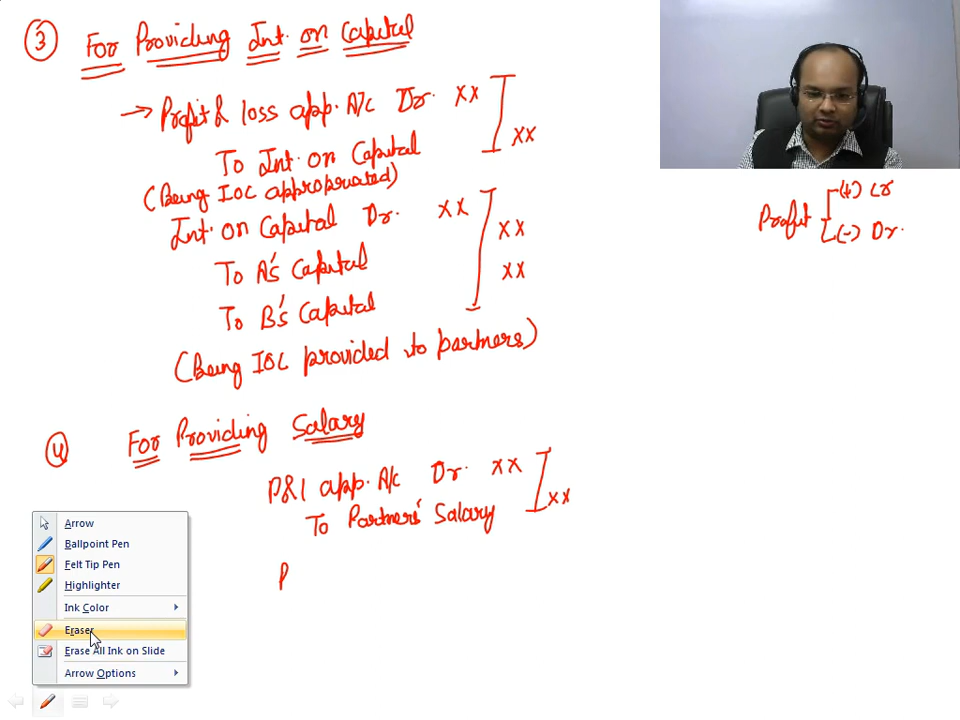 ③ For Providing Int. on Capital
→ Profit & loss app. A/c Dr. xx
To Int. on Capital xx
(Being IOC appropriated)
Int. on Capital Dr. xx
To A's Capital xx
To B's Capital xx
(Being IOC provided to partners)
Profit (+) Cr
(-) Dr.
④ For Providing Salary
P&l app. A/c Dr. xx
To Partners' Salary xx
P
Arrow
Ballpoint Pen
Felt Tip Pen
Highlighter
Ink Color
Eraser
Erase All Ink on Slide
Arrow Options